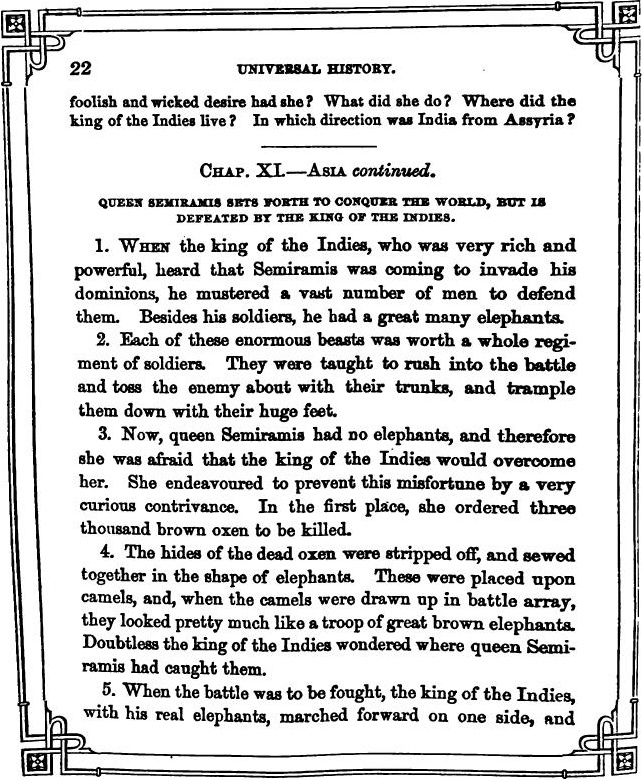 22 UNIVERSAL HISTORY.
foolish and wicked desire had she? What did she do? Where did the
king of the Indies live? In which direction was India from Assyria?
CHAP. XI.—ASIA continued.
QUEEN SEMIRAMIS SETS FORTH TO CONQUER THE WORLD, BUT IS
DEFEATED BY THE KING OF THE INDIES.
1. WHEN the king of the Indies, who was very rich and
powerful, heard that Semiramis was coming to invade his
dominions, he mustered a vast number of men to defend
them. Besides his soldiers, he had a great many elephants.
2. Each of these enormous beasts was worth a whole regi-
ment of soldiers. They were taught to rush into the battle
and toss the enemy about with their trunks, and trample
them down with their huge feet.
3. Now, queen Semiramis had no elephants, and therefore
she was afraid that the king of the Indies would overcome
her. She endeavoured to prevent this misfortune by a very
curious contrivance. In the first place, she ordered three
thousand brown oxen to be killed.
4. The hides of the dead oxen were stripped off, and sewed
together in the shape of elephants. These were placed upon
camels, and, when the camels were drawn up in battle array,
they looked pretty much like a troop of great brown elephants.
Doubtless the king of the Indies wondered where queen Semi-
ramis had caught them.
5. When the battle was to be fought, the king of the Indies,
with his real elephants, marched forward on one side, and